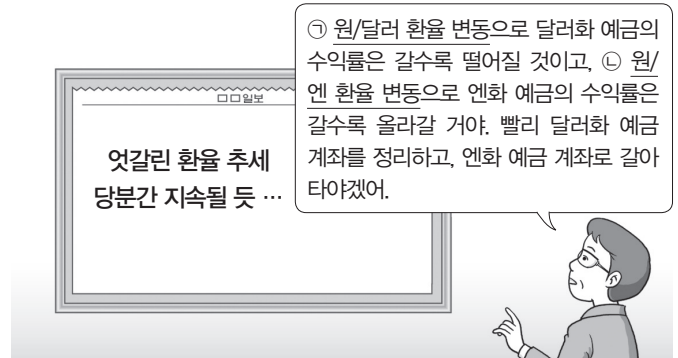 □□일보
엇갈린 환율 추세
당분간 지속될 듯 …
㉠ 원/달러 환율 변동으로 달러화 예금의
수익률은 갈수록 떨어질 것이고, ㉡ 원/
엔 환율 변동으로 엔화 예금의 수익률은
갈수록 올라갈 거야. 빨리 달러화 예금
계좌를 정리하고, 엔화 예금 계좌로 갈아
타야겠어.